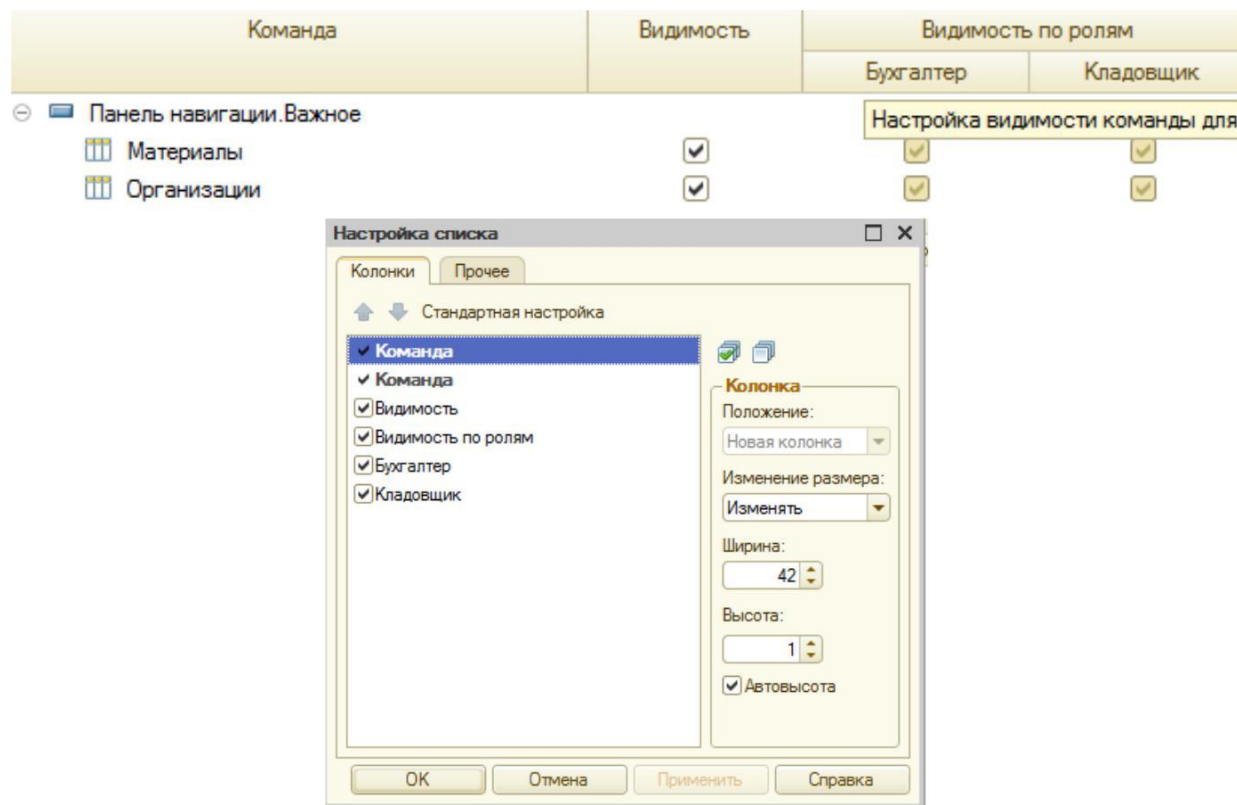 Команда Видимость Видимость по ролям
Бухгалтер Кладовщик
Панель навигации.Важное
Настройка видимости команды для
Материалы
Организации
Настройка списка
Колонки Прочее
Стандартная настройка
Команда
Команда
Видимость
Видимость по ролям
Бухгалтер
Кладовщик
Колонка
Положение:
Новая колонка
Изменение размера:
Изменять
Ширина:
42
Высота:
1
Автовысота
OK Отмена Применить Справка